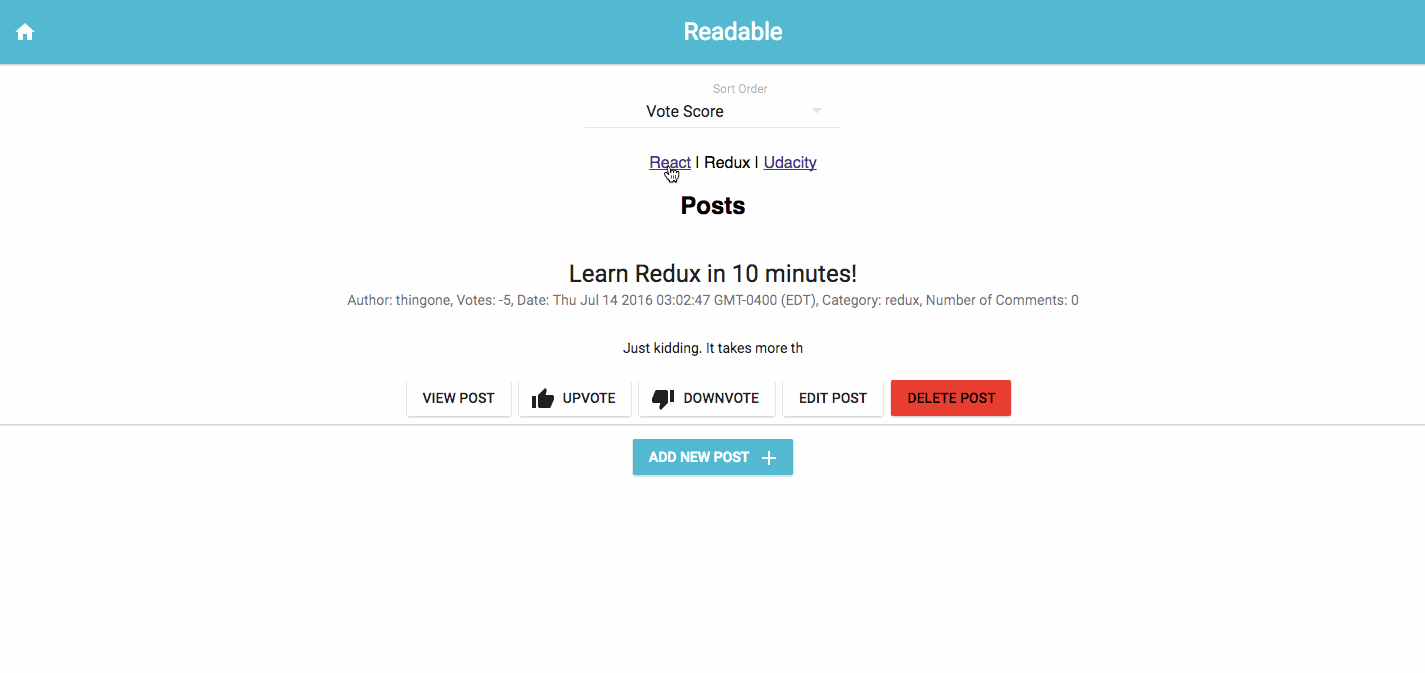 Readable
Sort Order
Vote Score
React | Redux | Udacity
Posts
Learn Redux in 10 minutes!
Author: thingone, Votes: -5, Date: Thu Jul 14 2016 03:02:47 GMT-0400 (EDT), Category: redux, Number of Comments: 0
Just kidding. It takes more th
VIEW POST UPVOTE DOWNVOTE EDIT POST DELETE POST
ADD NEW POST +